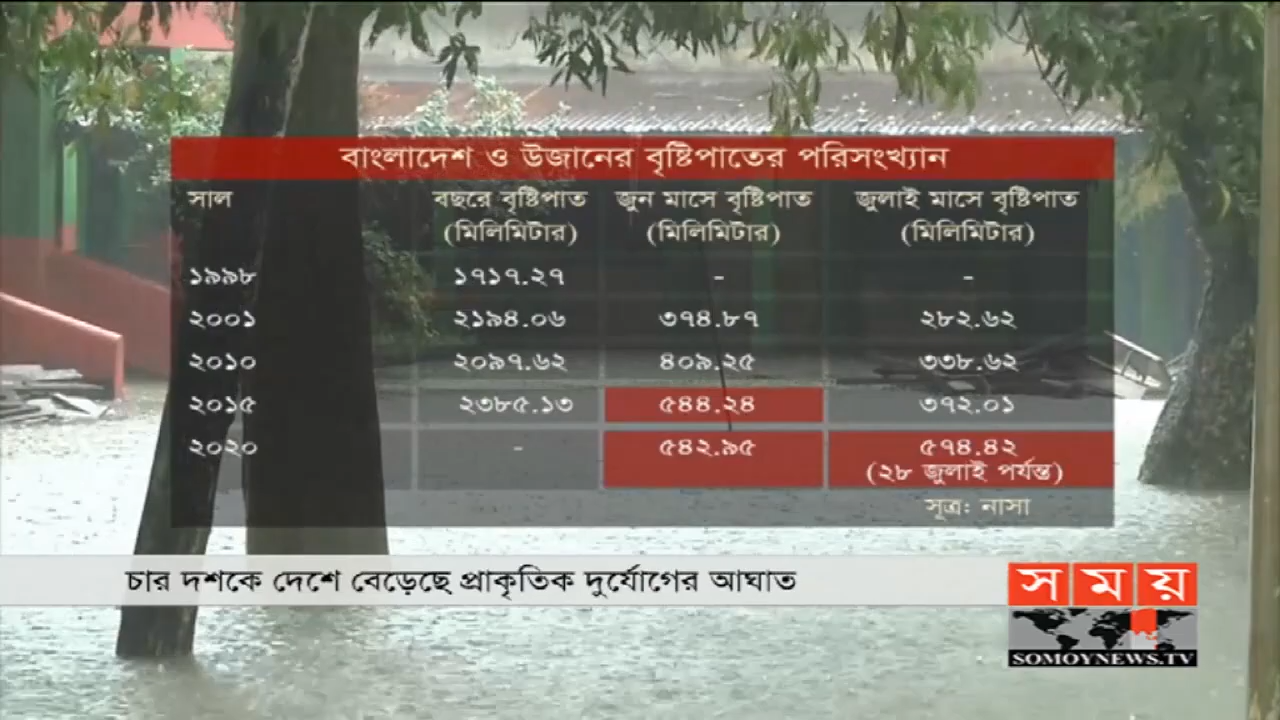 বাংলাদেশ ও উজানের বৃষ্টিপাতের পরিসংখ্যান
সাল বছরে বৃষ্টিপাত (মিলিমিটার) জুন মাসে বৃষ্টিপাত (মিলিমিটার) জুলাই মাসে বৃষ্টিপাত (মিলিমিটার)
১৯৯৮ ১৭১৭.২৭ - -
২০০১ ২১৯৪.০৬ ৩৭৪.৮৭ ২৮২.৬২
২০১০ ২০৯৭.৬২ ৪০৯.২৫ ৩৩৮.৬২
২০১৫ ২৩৮৫.১৩ ৫৪৪.২৪ ৩৭২.০১
২০২০ - ৫৪২.৯৫ ৫৭৪.৪২
(২৮ জুলাই পর্যন্ত)
সূত্র: নাসা
চার দশকে দেশে বেড়েছে প্রাকৃতিক দুর্যোগের আঘাত
সময়
SOMOYNEWS.TV